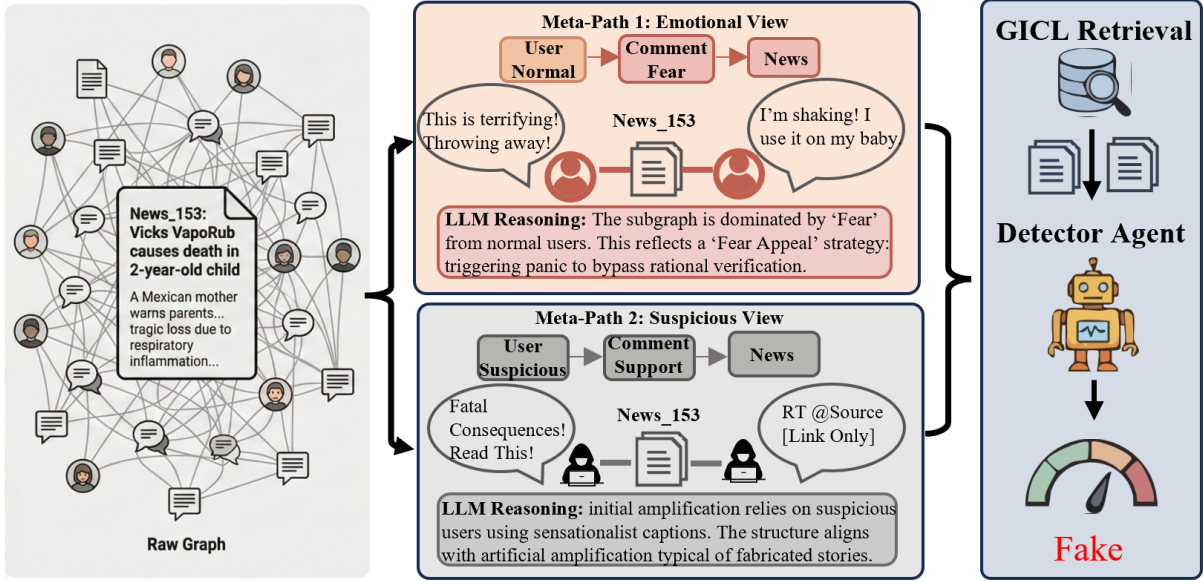 News_153:
Vicks VapoRub
causes death in
2-year-old child
A Mexican mother
warns parents...
tragic loss due to
respiratory
inflammation...
Raw Graph
Meta-Path 1: Emotional View
User
Normal
Comment
Fear
News
This is terrifying!
Throwing away!
News_153
I'm shaking! I
use it on my baby.
LLM Reasoning: The subgraph is dominated by 'Fear'
from normal users. This reflects a 'Fear Appeal' strategy:
triggering panic to bypass rational verification.
Meta-Path 2: Suspicious View
User
Suspicious
Comment
Support
News
Fatal
Consequences!
Read This!
News_153
RT @Source
[Link Only]
LLM Reasoning: initial amplification relies on suspicious
users using sensationalist captions. The structure aligns
with artificial amplification typical of fabricated stories.
GICL Retrieval
Detector Agent
Fake